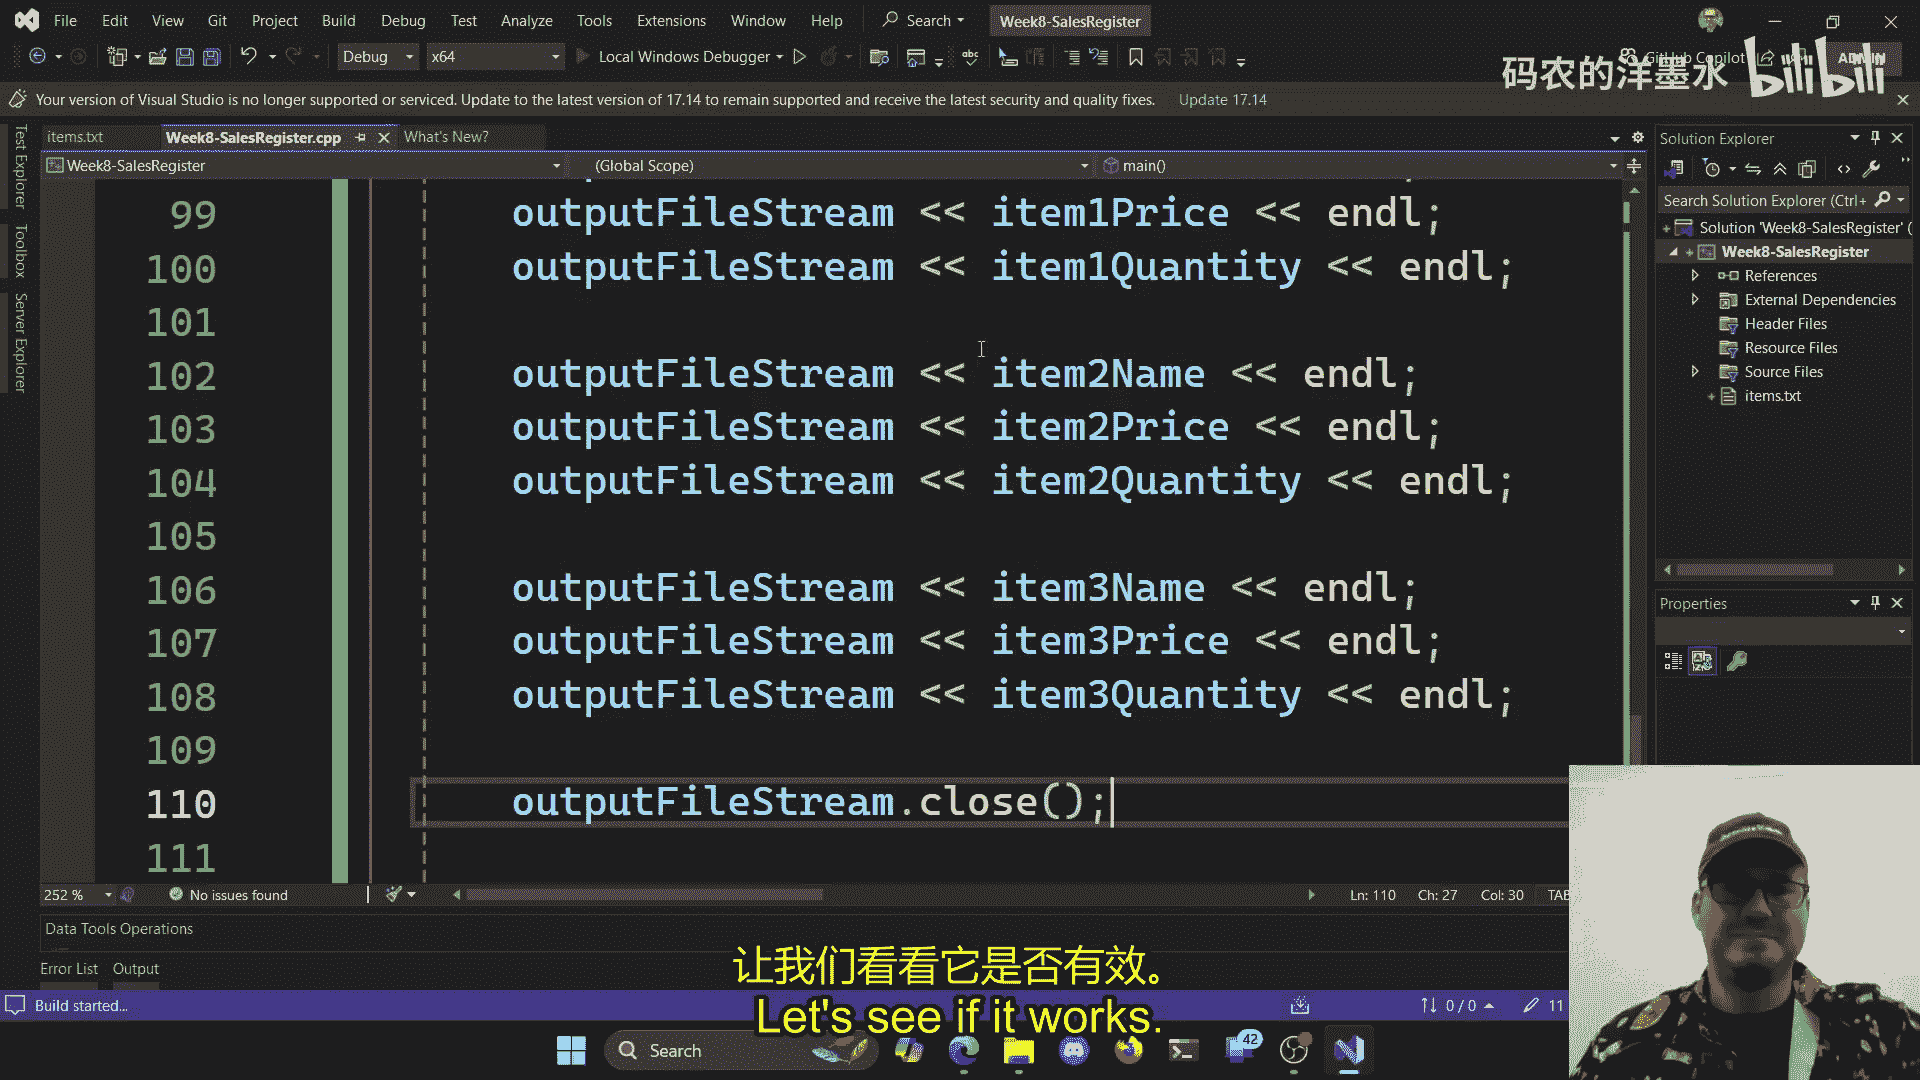 File Edit View Git Project Build Debug Test Analyze Tools Extensions Window Help Search Week8-SalesRegister
Debug x64 Local Windows Debugger GitHub Copilot
码农的洋墨水 bilibili
Your version of Visual Studio is no longer supported or serviced. Update to the latest version of 17.14 to remain supported and receive the latest security and quality fixes. Update 17.14
Test Explorer
Toolbox
Server Explorer
items.txt Week8-SalesRegister.cpp What's New?
Week8-SalesRegister (Global Scope) main()
99 outputFileStream << item1Price << endl;
100 outputFileStream << item1Quantity << endl;
101
102 outputFileStream << item2Name << endl;
103 outputFileStream << item2Price << endl;
104 outputFileStream << item2Quantity << endl;
105
106 outputFileStream << item3Name << endl;
107 outputFileStream << item3Price << endl;
108 outputFileStream << item3Quantity << endl;
109
110 outputFileStream.close();
111
252 % No issues found Ln: 110 Ch: 27 Col: 30
Solution Explorer
Search Solution Explorer (Ctrl+
Solution 'Week8-SalesRegister' (
Week8-SalesRegister
References
External Dependencies
Header Files
Resource Files
Source Files
items.txt
Properties
Data Tools Operations
Error List Output
Build started...
0 / 0 11
让我们看看它是否有效。
Let's see if it works.
Search
42